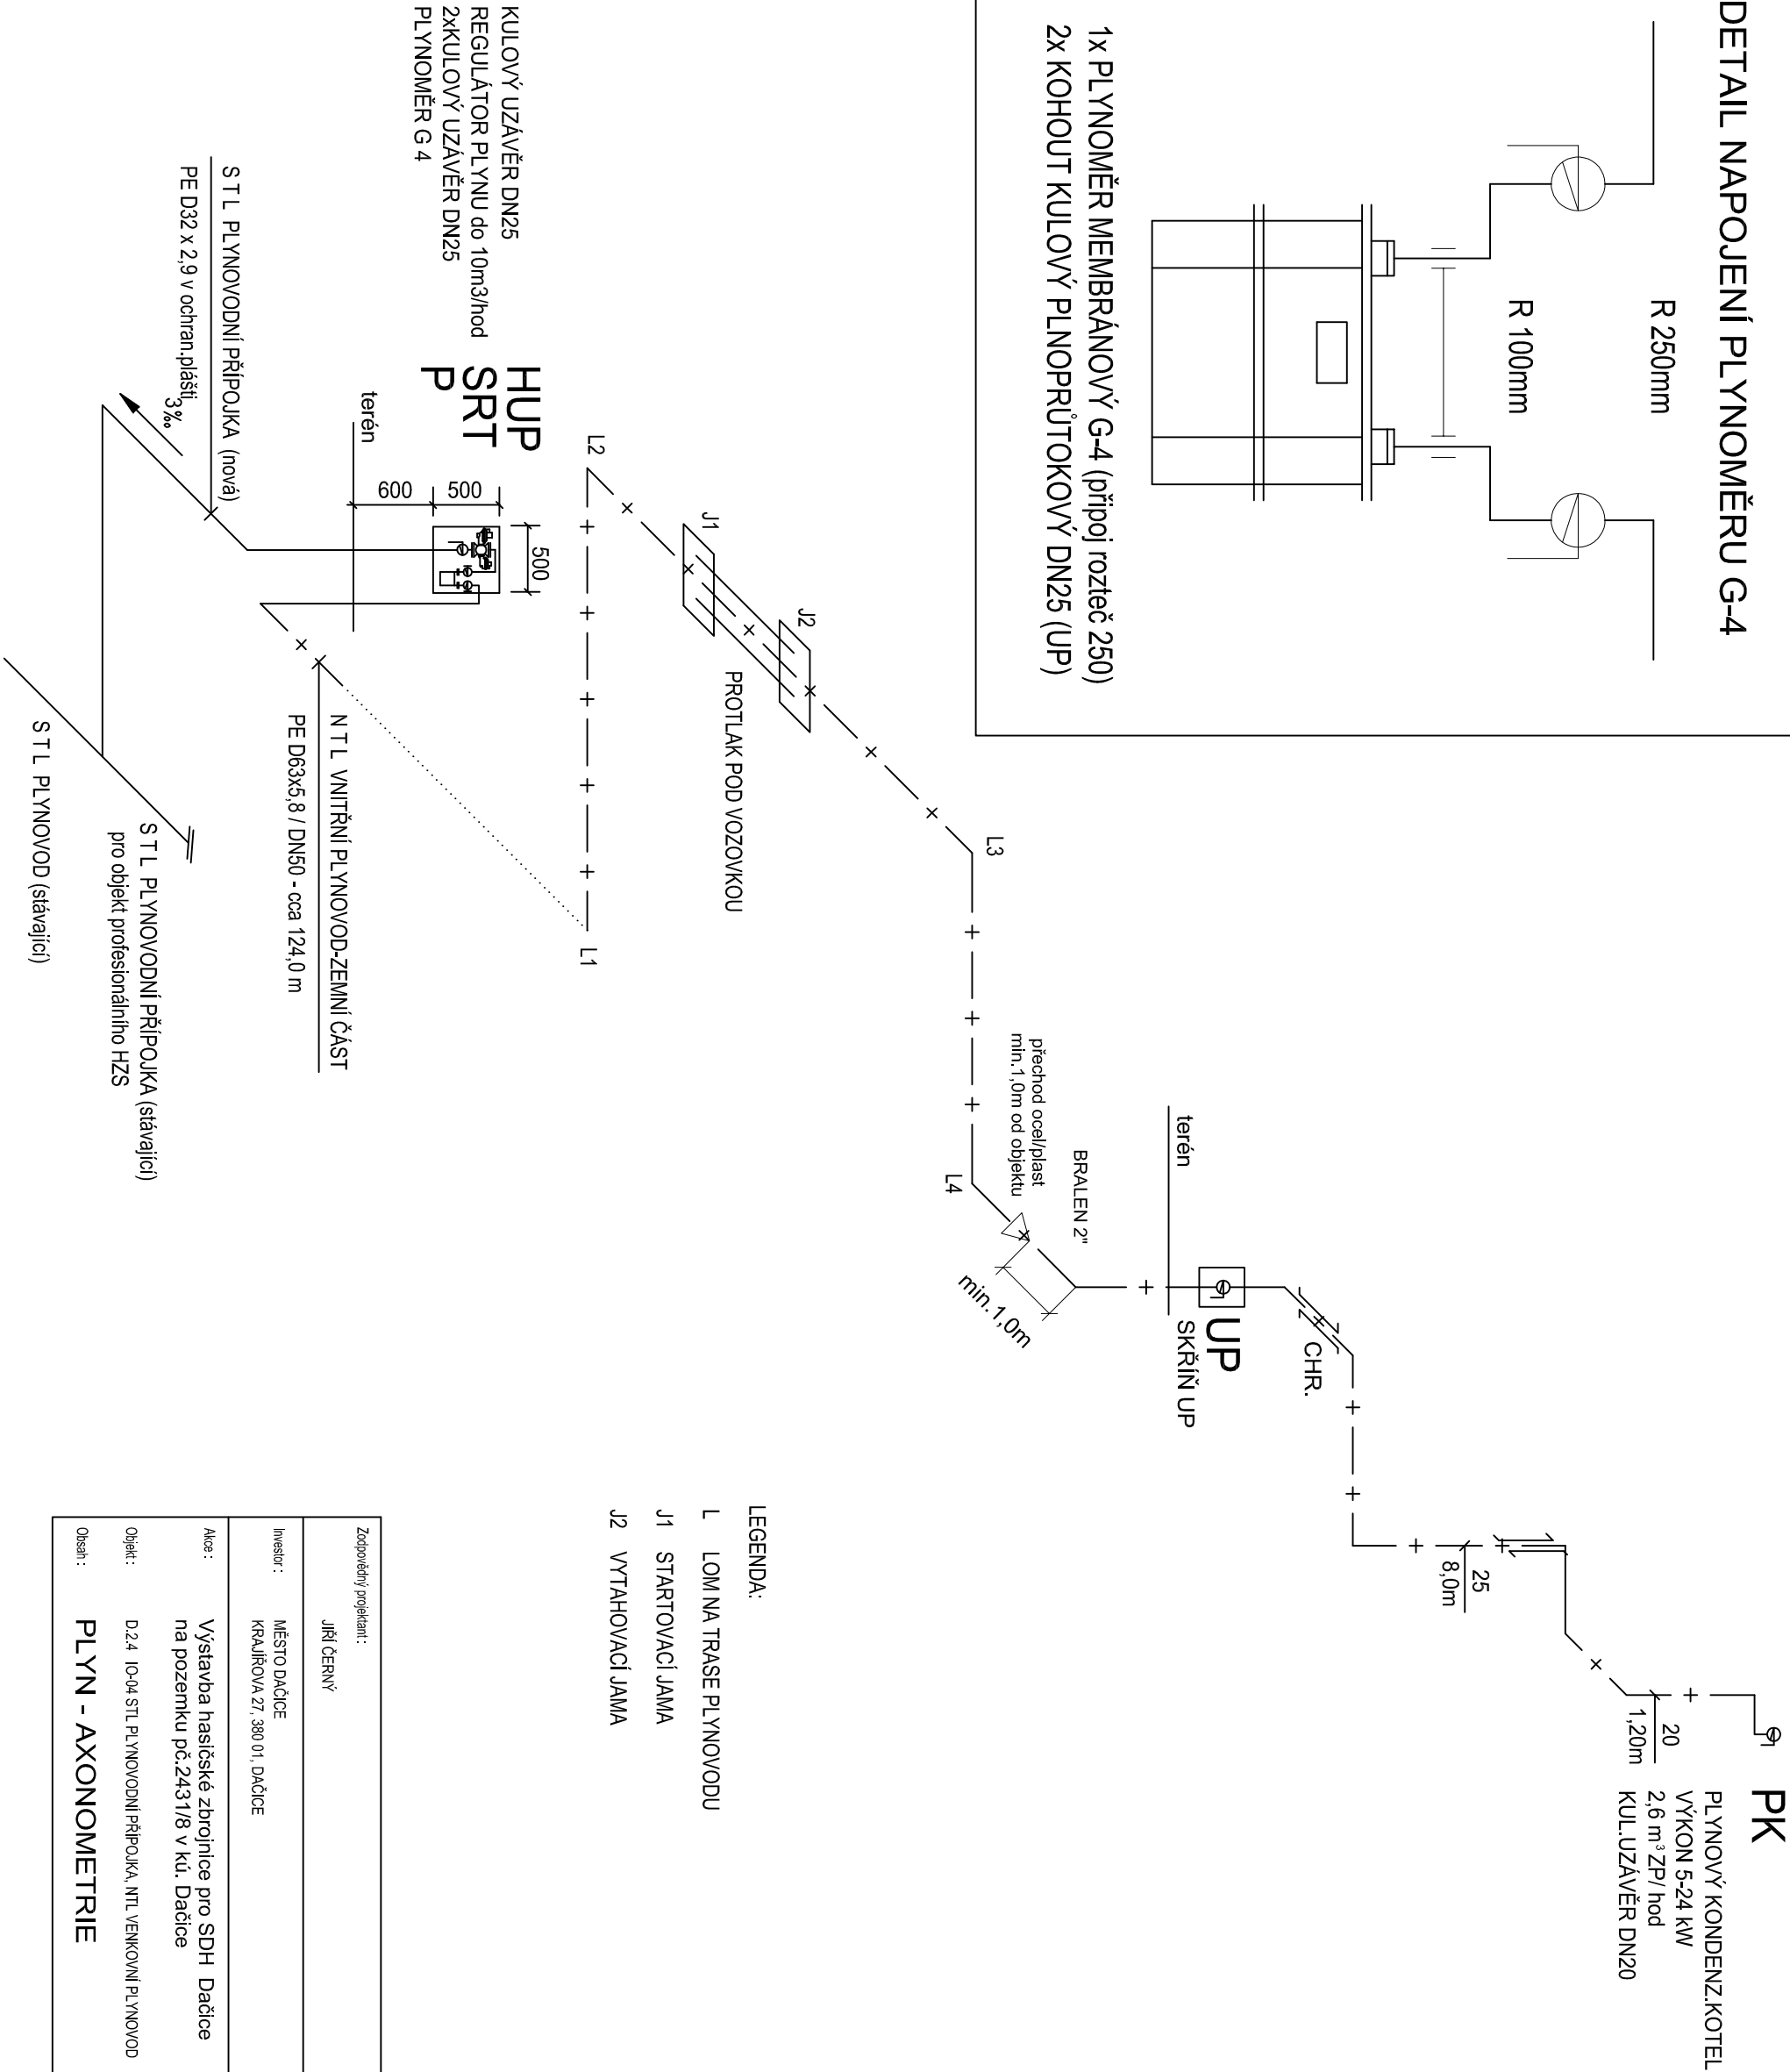 DETAIL NAPOJENÍ PLYNOMĚRU G-4
R 250mm
R 100mm
1x PLYNOMĚR MEMBRÁNOVÝ G-4 (připoj rozteč 250)
2x KOHOUT KULOVÝ PLNOPRŮTOKOVÝ DN25 (UP)
PK
PLYNOVÝ KONDENZ.KOTEL
VÝKON 5-24 kW
2,6 m³ ZP/ hod
KUL.UZÁVĚR DN20
20
1,20m
25
8,0m
CHR.
UP
SKŘÍŇ UP
terén
BRALEN 2"
přechod ocel/plast
min.1,0m od objektu
min.1,0m
L4
L3
J2
J1
PROTLAK POD VOZOVKOU
L2
L1
KULOVÝ UZÁVĚR DN25
REGULÁTOR PLYNU do 10m3/hod
2xKULOVÝ UZÁVĚR DN25
PLYNOMĚR G 4
HUP
SRT
P
500
500
600
terén
3‰
S T L PLYNOVODNÍ PŘÍPOJKA (nová)
PE D32 x 2,9 v ochran.plášti
N T L VNITŘNÍ PLYNOVOD-ZEMNÍ ČÁST
PE D63x5,8 / DN50 - cca 124,0 m
S T L PLYNOVODNÍ PŘÍPOJKA (stávající)
pro objekt profesionálního HZS
S T L PLYNOVOD (stávající)
LEGENDA:
L LOM NA TRASE PLYNOVODU
J1 STARTOVACÍ JAMA
J2 VYTAHOVACÍ JAMA
Zodpovědný projektant :
JIŘÍ ČERNÝ
Investor :
MĚSTO DAČICE
KRAJÍŘOVA 27, 380 01, DAČICE
Akce :
Výstavba hasičské zbrojnice pro SDH Dačice
na pozemku pč.2431/8 v kú. Dačice
Objekt :
D.2.4 IO-04 STL PLYNOVODNÍ PŘÍPOJKA, NTL VENKOVNÍ PLYNOVOD
Obsah :
PLYN - AXONOMETRIE